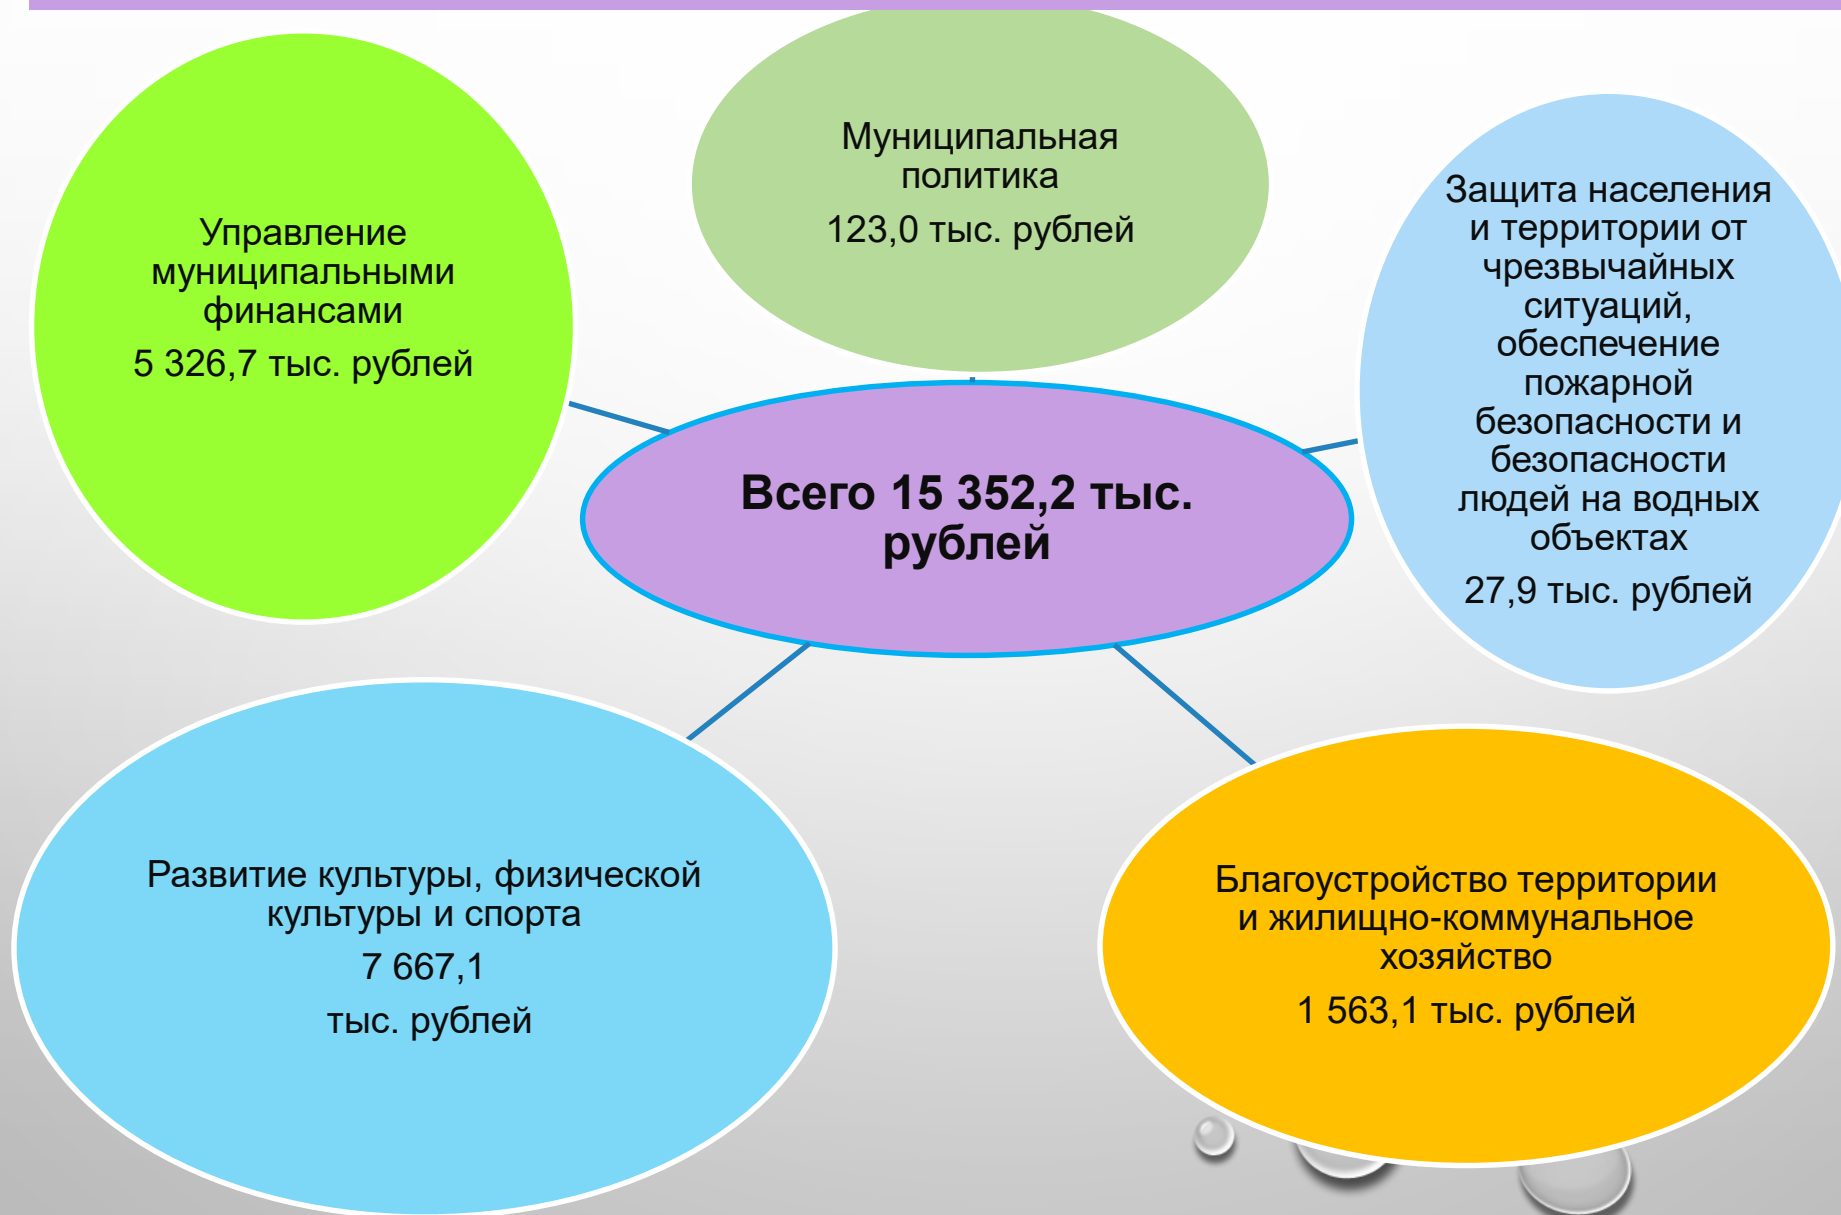 Управление
муниципальными
финансами
5 326,7 тыс. рублей
Муниципальная
политика
123,0 тыс. рублей
Защита населения
и территории от
чрезвычайных
ситуаций,
обеспечение
пожарной
безопасности и
безопасности
людей на водных
объектах
27,9 тыс. рублей
Всего 15 352,2 тыс.
рублей
Развитие культуры, физической
культуры и спорта
7 667,1
тыс. рублей
Благоустройство территории
и жилищно-коммунальное
хозяйство
1 563,1 тыс. рублей